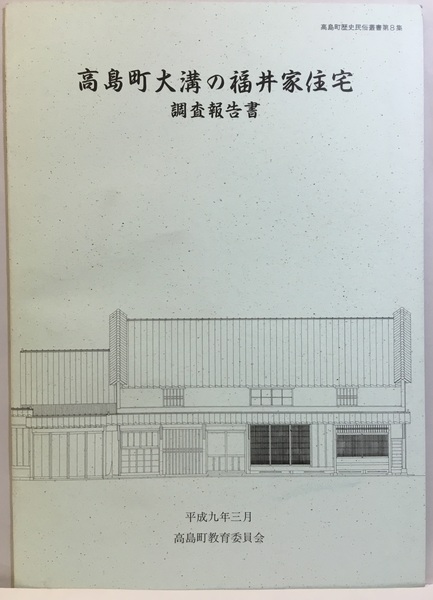 高島町歴史民俗叢書第8集
高島町大溝の福井家住宅
調査報告書
平成九年三月
高島町教育委員会